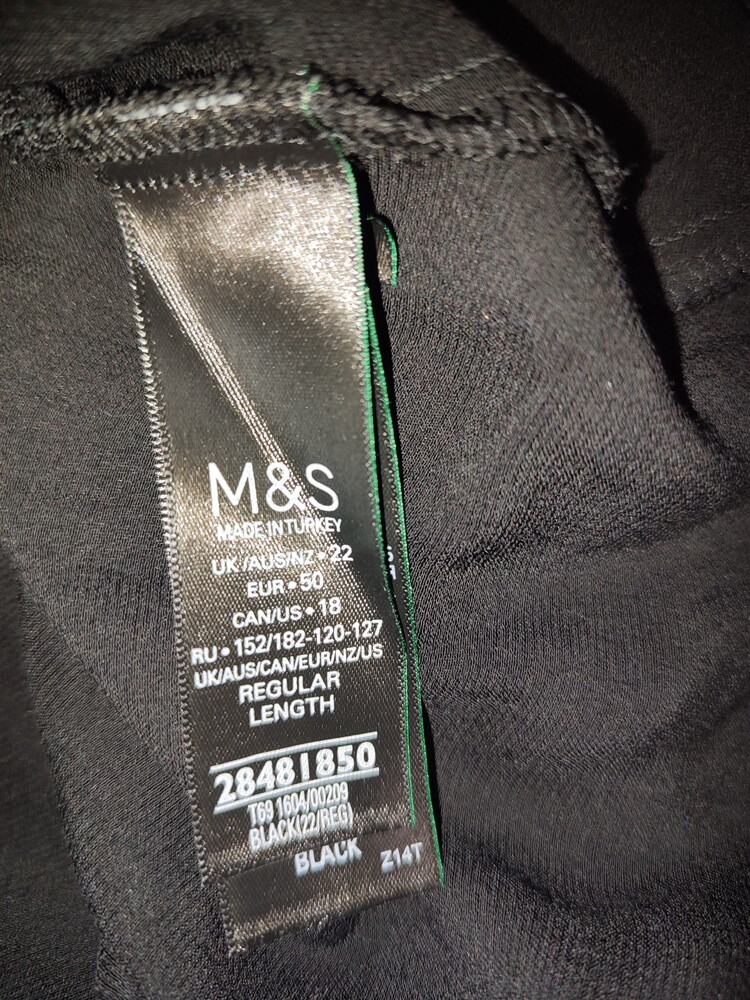 M&S
MADE IN TURKEY
UK/AUS/NZ • 22
EUR • 50
CAN/US • 18
RU • 152/182-120-127
UK/AUS/CAN/EUR/NZ/US
REGULAR
LENGTH
28481850
T69 1604/00209
BLACK(22/REG)
BLACK Z14T